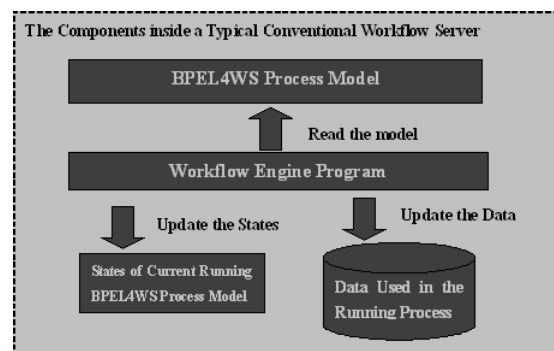 The Components inside a Typical Conventional Workflow Server
BPEL4WS Process Model
Read the model
Workflow Engine Program
Update the States
Update the Data
States of Current Running
BPEL4WS Process Model
Data Used in the
Running Process